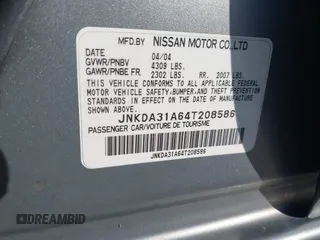 MFD.BY NISSAN MOTOR CO.,LTD
DATE 04/04
GVWR/PNBV 4309 LBS.
GAWR/PNBE FR. 2302 LBS. RR. 2007 LBS.
THIS VEHICLE CONFORMS TO ALL APPLICABLE FEDERAL
MOTOR VEHICLE SAFETY, BUMPER, AND THEFT PREVENTION
STANDARDS IN EFFECT ON THE DATE OF
MANUFACTURE SHOWN ABOVE.
JNKDA31A64T208586
PASSENGER CAR/VOITURE DE TOURISME
JNKDA31A64T208586
DREAMBID